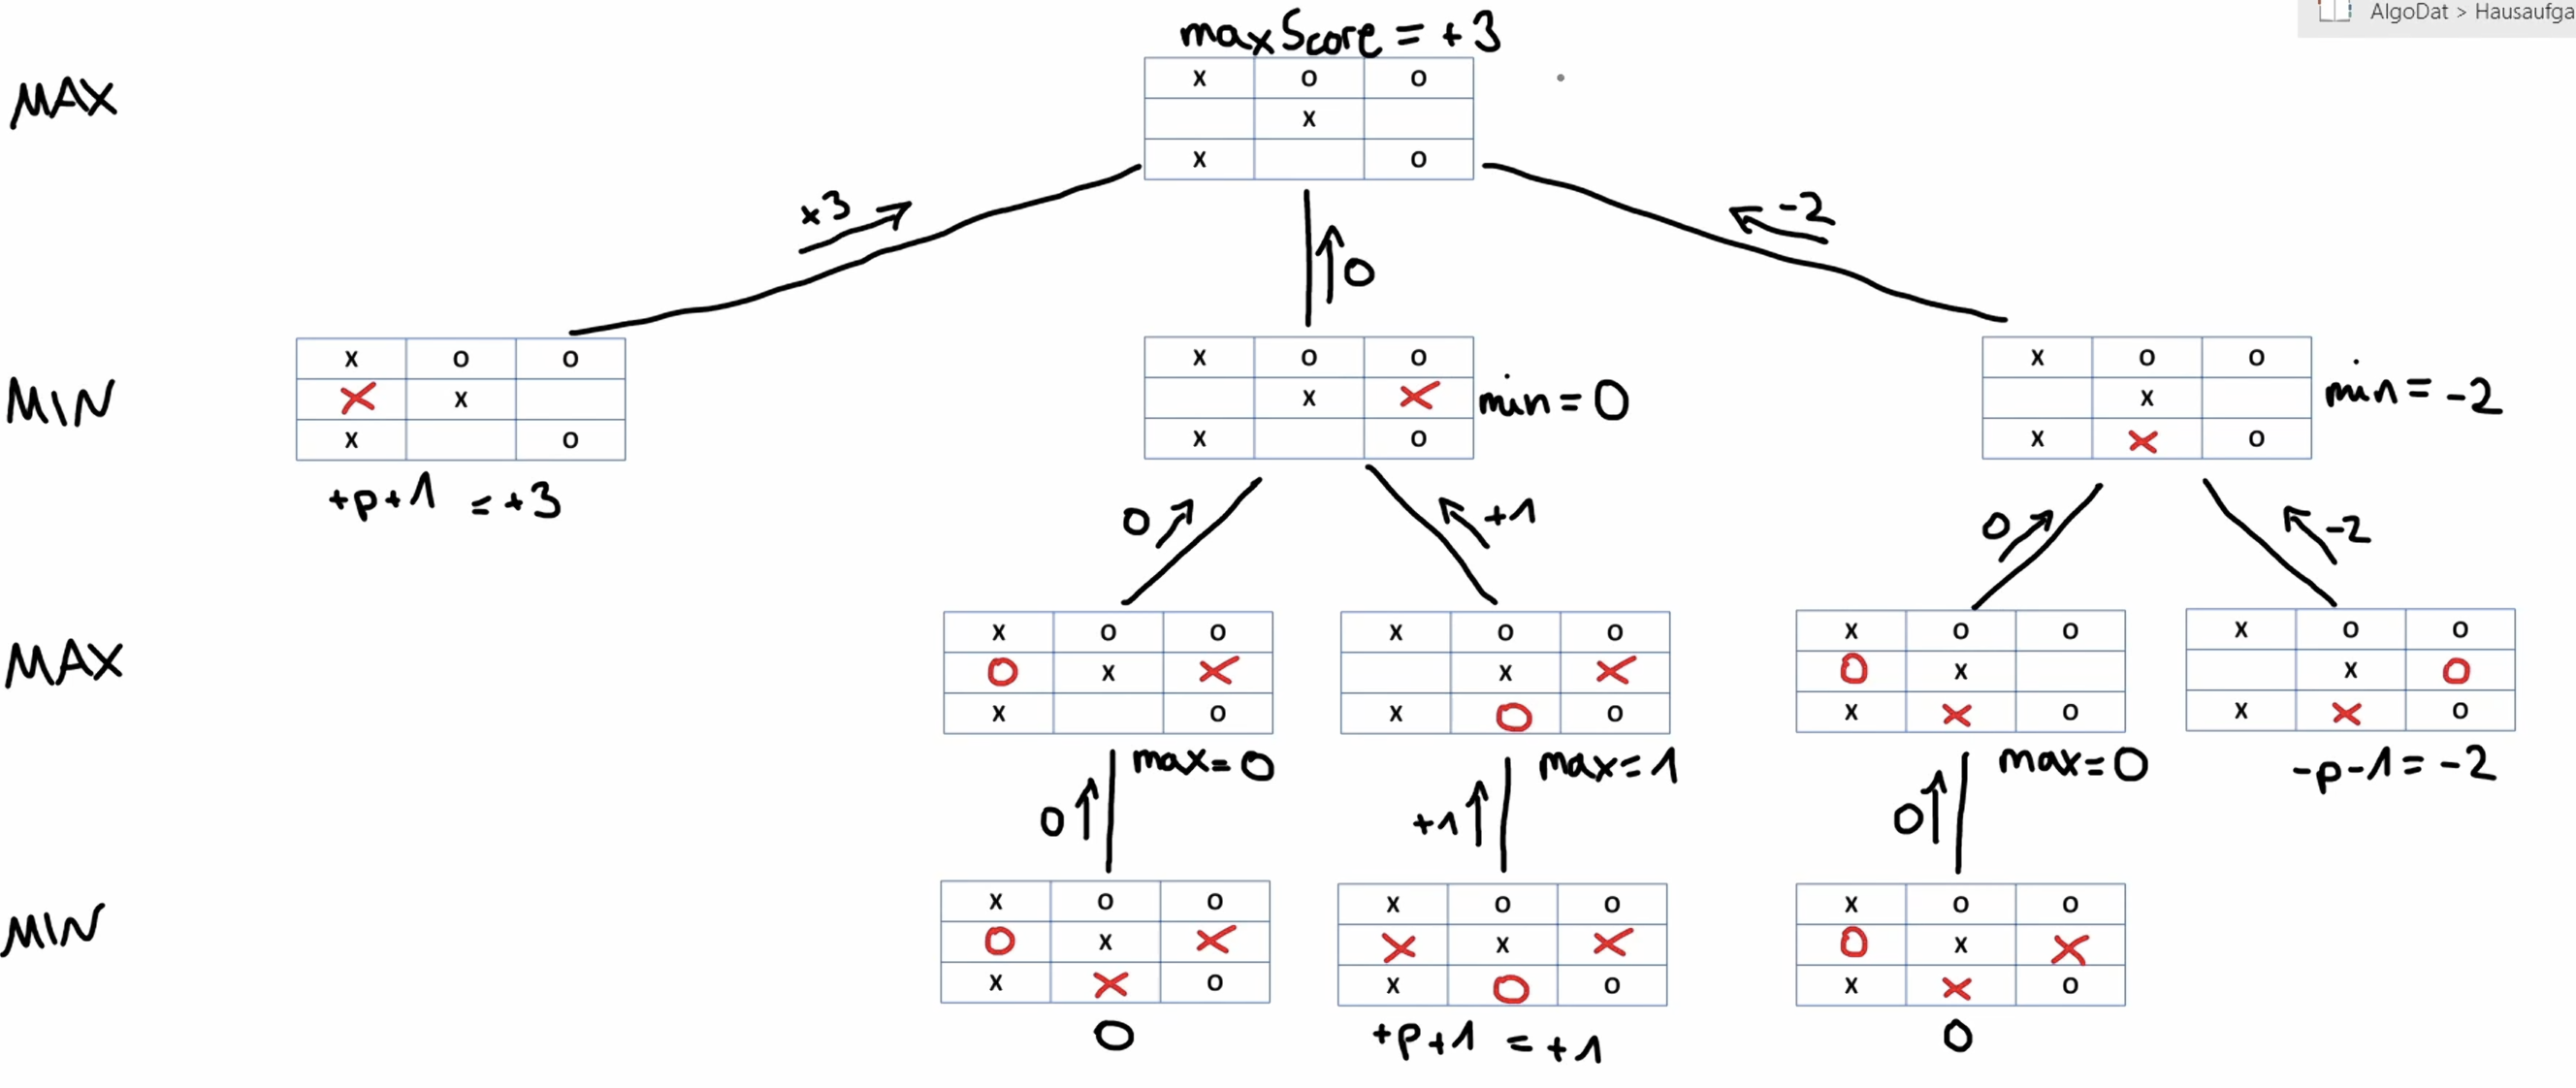 AlgoDat > Hausaufga
maxScore = +3
MAX
X O O
X
X O
+3
-2
0
MIN
X O O
X X
X O
+p+1 = +3
X O O
X X
X O
min = 0
X O O
X
X X O
min = -2
0
+1
0
-2
MAX
X O O
O X X
X O
max = 0
X O O
X X
X O O
max = 1
X O O
O X
X X O
max = 0
X O O
X O
X X O
-p-1 = -2
0
+1
0
MIN
X O O
O X X
X X O
0
X O O
X X X
X O O
+p+1 = +1
X O O
O X X
X X O
0